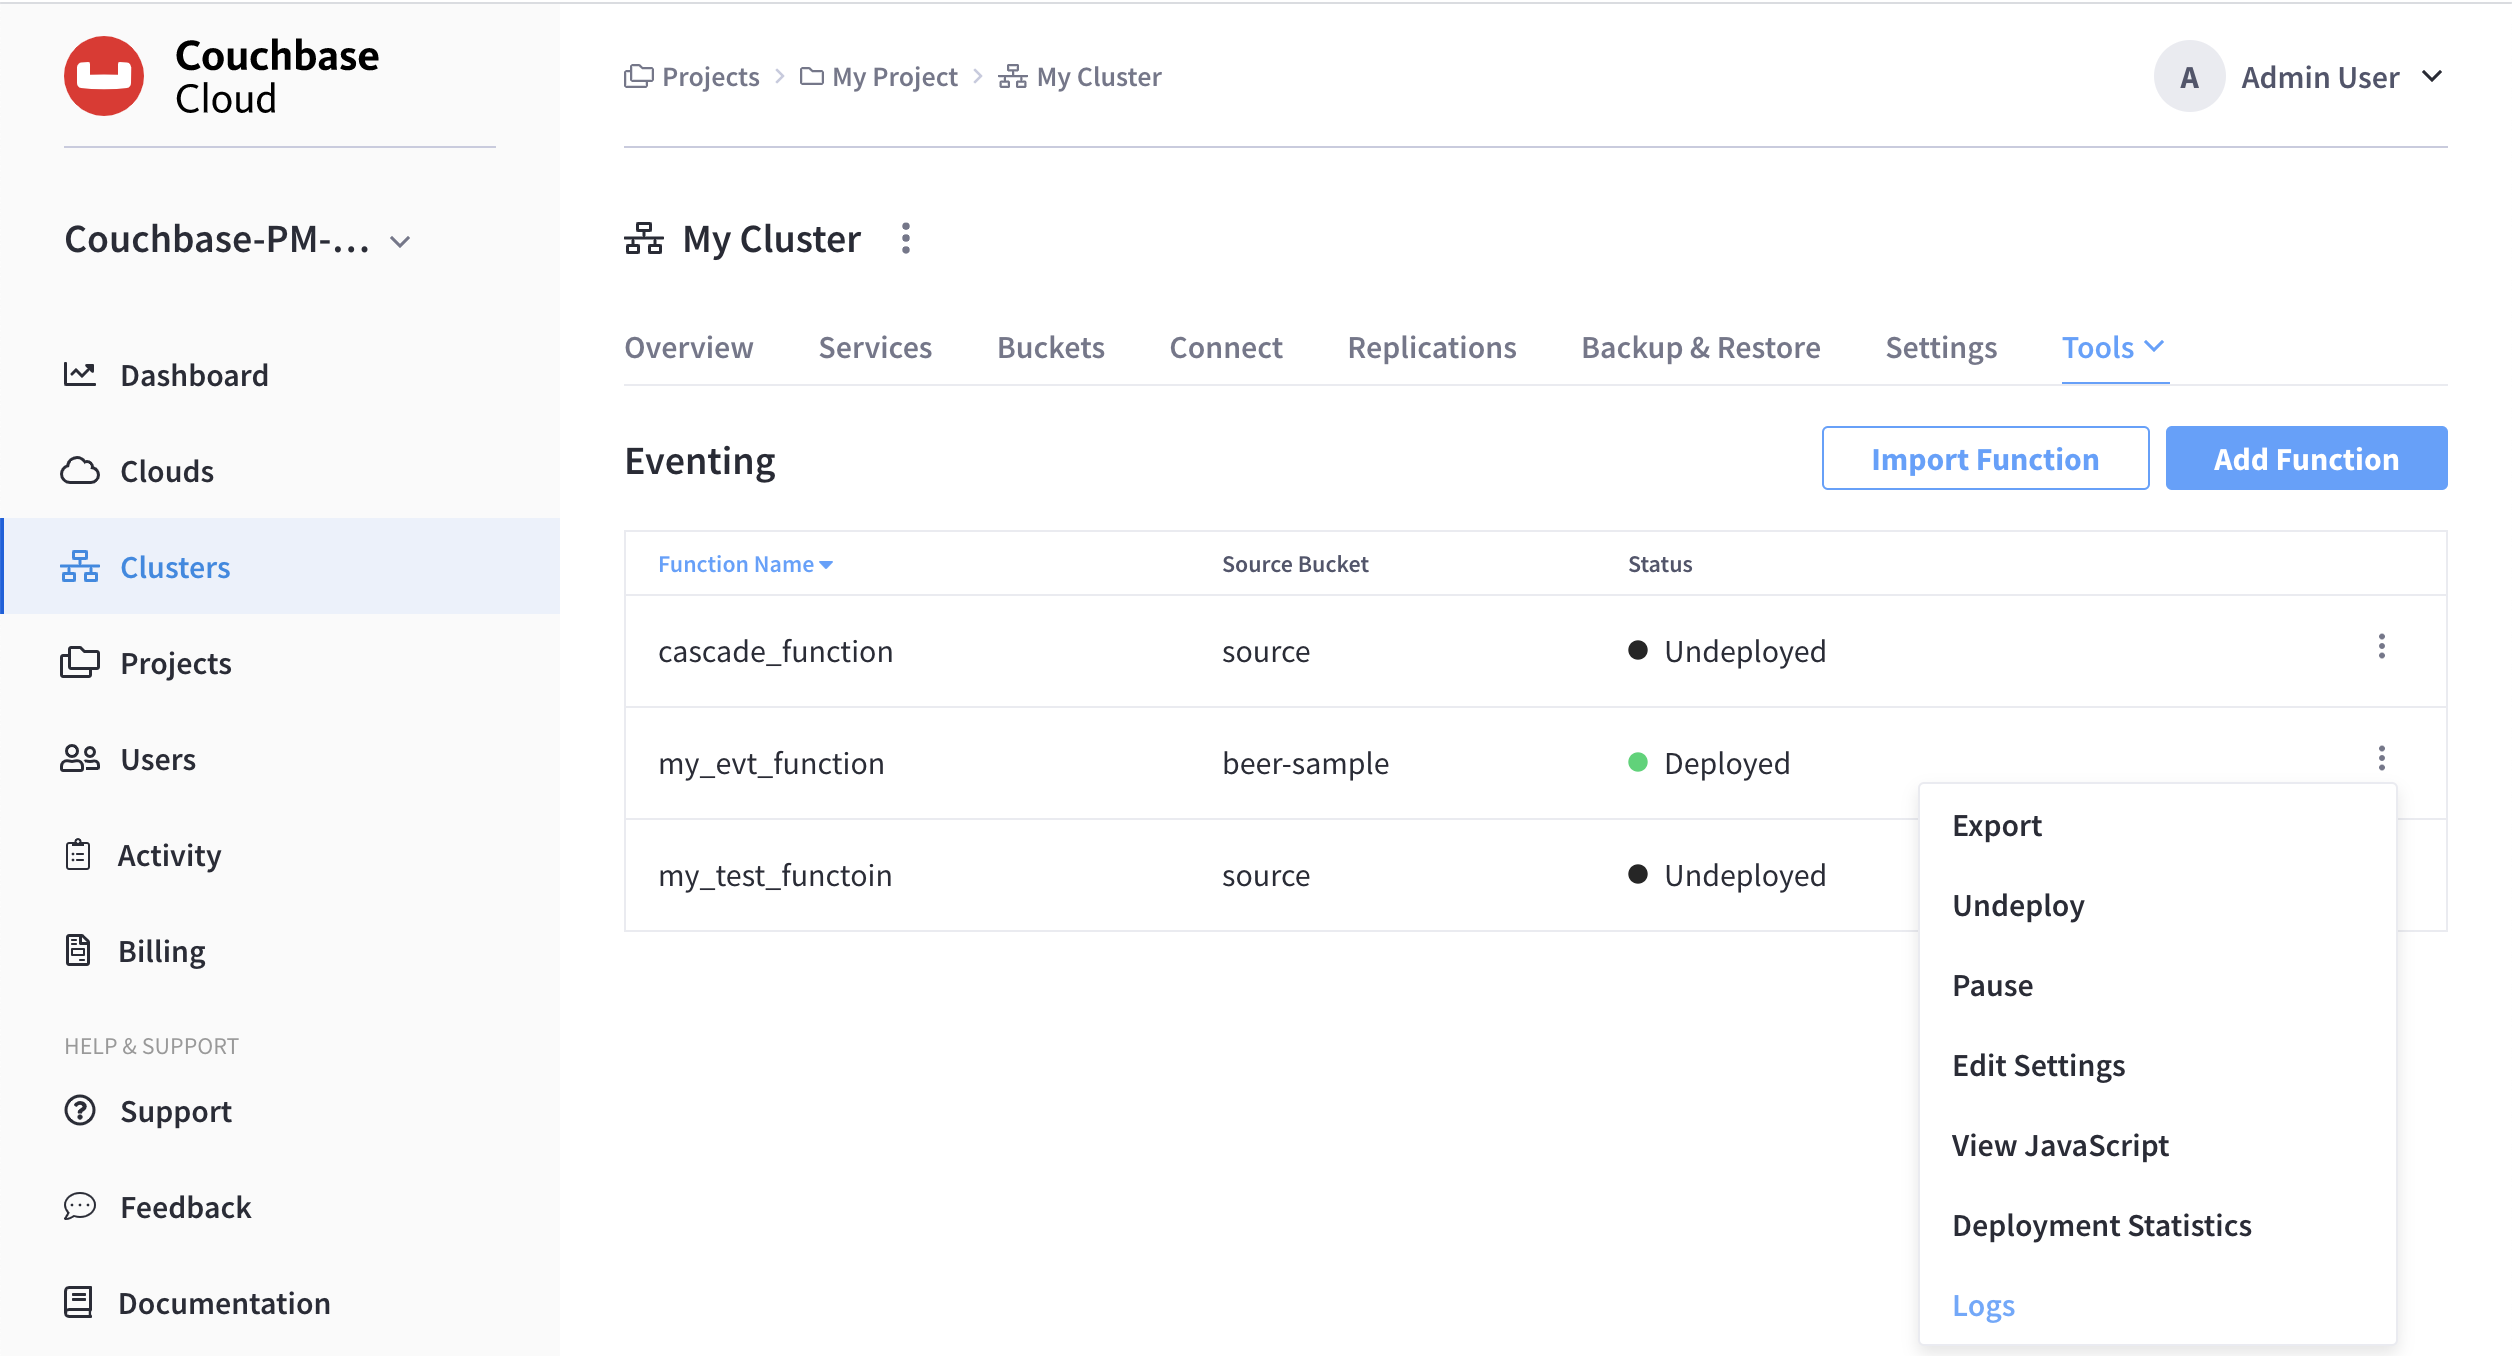 Couchbase
Cloud
Projects > My Project > My Cluster
A Admin User
Couchbase-PM-...
My Cluster
Dashboard
Clouds
Clusters
Projects
Users
Activity
Billing
HELP & SUPPORT
Support
Feedback
Documentation
Overview Services Buckets Connect Replications Backup & Restore Settings Tools
Eventing
Import Function Add Function
Function Name Source Bucket Status
cascade_function source Undeployed
my_evt_function beer-sample Deployed
my_test_functoin source Undeployed
Export
Undeploy
Pause
Edit Settings
View JavaScript
Deployment Statistics
Logs